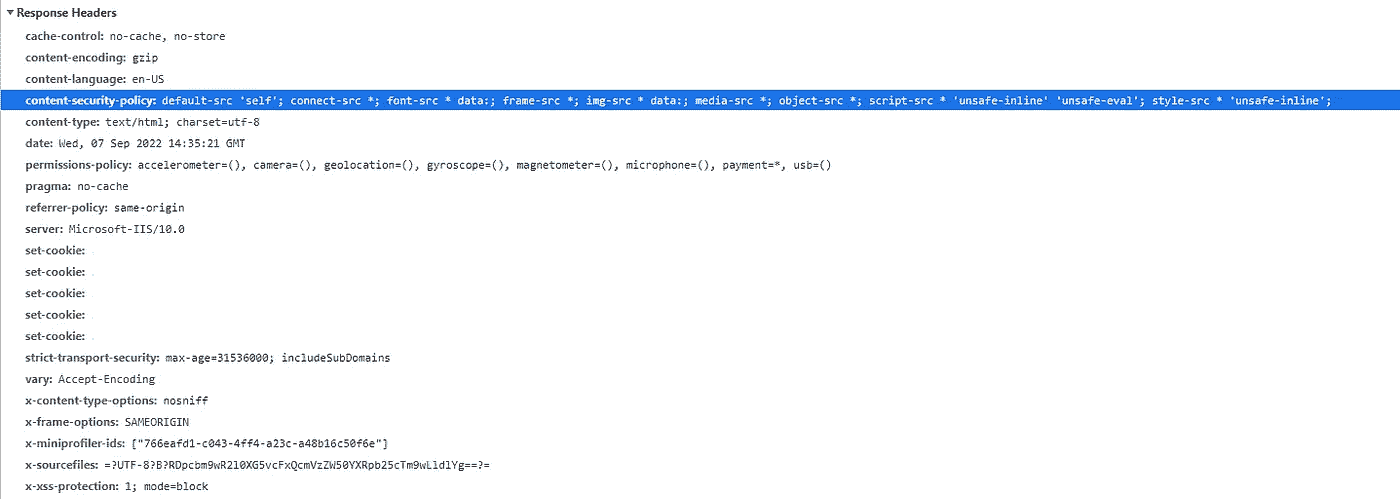 Response Headers
cache-control: no-cache, no-store
content-encoding: gzip
content-language: en-US
content-security-policy: default-src 'self'; connect-src *; font-src * data:; frame-src *; img-src * data:; media-src *; object-src *; script-src * 'unsafe-inline' 'unsafe-eval'; style-src * 'unsafe-inline';
content-type: text/html; charset=utf-8
date: Wed, 07 Sep 2022 14:35:21 GMT
permissions-policy: accelerometer=(), camera=(), geolocation=(), gyroscope=(), magnetometer=(), microphone=(), payment=*, usb=()
pragma: no-cache
referrer-policy: same-origin
server: Microsoft-IIS/10.0
set-cookie:
set-cookie:
set-cookie:
set-cookie:
set-cookie:
strict-transport-security: max-age=31536000; includeSubDomains
vary: Accept-Encoding
x-content-type-options: nosniff
x-frame-options: SAMEORIGIN
x-miniprofiler-ids: ["766eafd1-c043-4ff4-a23c-a48b16c50f6e"]
x-sourcefiles: =?UTF-8?B?RDpcbm9wR2l0XG5vcFxQcmVzZW50YXRpb25cTm9wLldlYg==?=
x-xss-protection: 1; mode=block